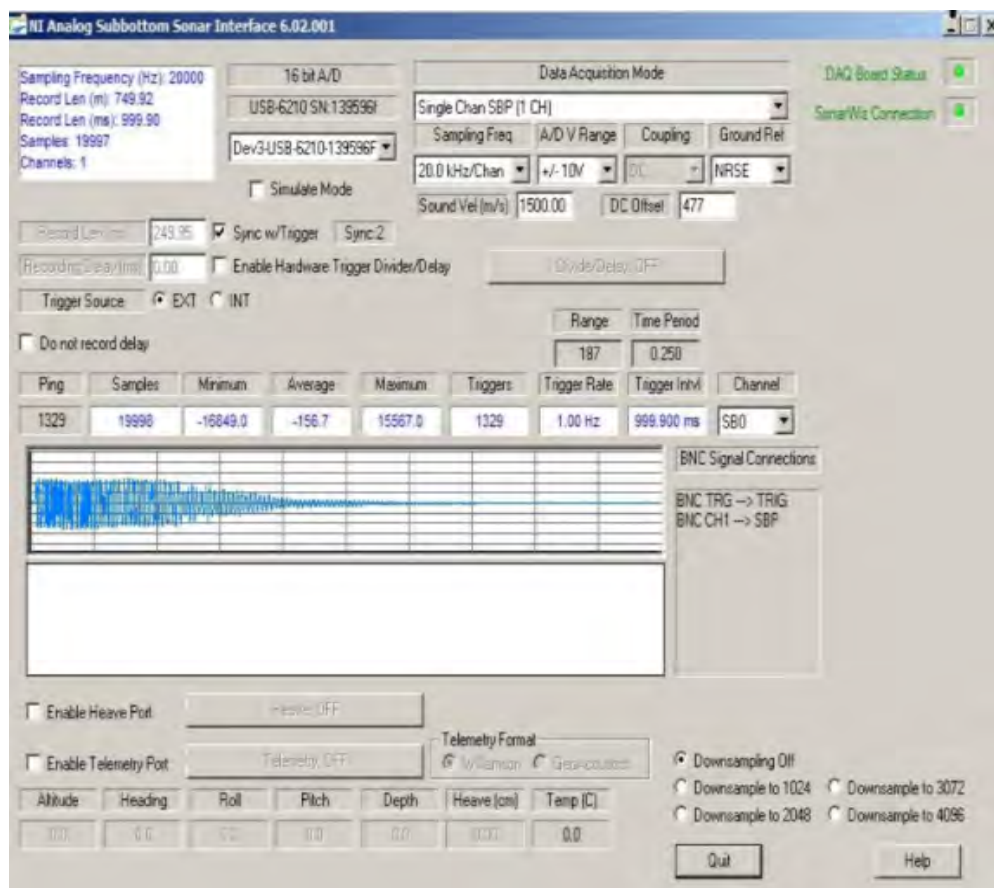 NI Analog Subbottom Sonar Interface 6.02.001
Sampling Frequency (Hz): 20000
Record Len (m): 749.92
Record Len (ms): 999.90
Samples: 19997
Channels: 1
16 bit A/D
USB-6210 SN:139596f
Dev3-USB-6210-139596F
Simulate Mode
Data Acquisition Mode
Single Chan SBP (1 CH)
Sampling Freq A/D V Range Coupling Ground Ref
20.0 kHz/Chan +/- 10V DC NRSE
Sound Vel (m/s) 1500.00 DC Offset 477
DAQ Board Status
SonarWiz Connection
Record Len (ms) 249.95 Sync w/Trigger Sync:2
Recording Delay (ms) 0.00 Enable Hardware Trigger Divider/Delay Divide/Delay OFF
Trigger Source EXT INT
Do not record delay
Range Time Period
187 0.250
Ping Samples Minimum Average Maximum Triggers Trigger Rate Trigger Intvl Channel
1329 19998 -16849.0 -156.7 15567.0 1329 1.00 Hz 999.900 ms SB0
BNC Signal Connections
BNC TRG --> TRIG
BNC CH1 --> SBP
Enable Heave Port Heave OFF
Enable Telemetry Port Telemetry OFF
Telemetry Format
Williamson
Downsampling Off
Downsample to 1024 Downsample to 3072
Downsample to 2048 Downsample to 4096
Altitude Heading Roll Pitch Depth Heave (cm) Temp (C)
0.0 0.0 0.0 0.0 0.0 0.0
Quit Help